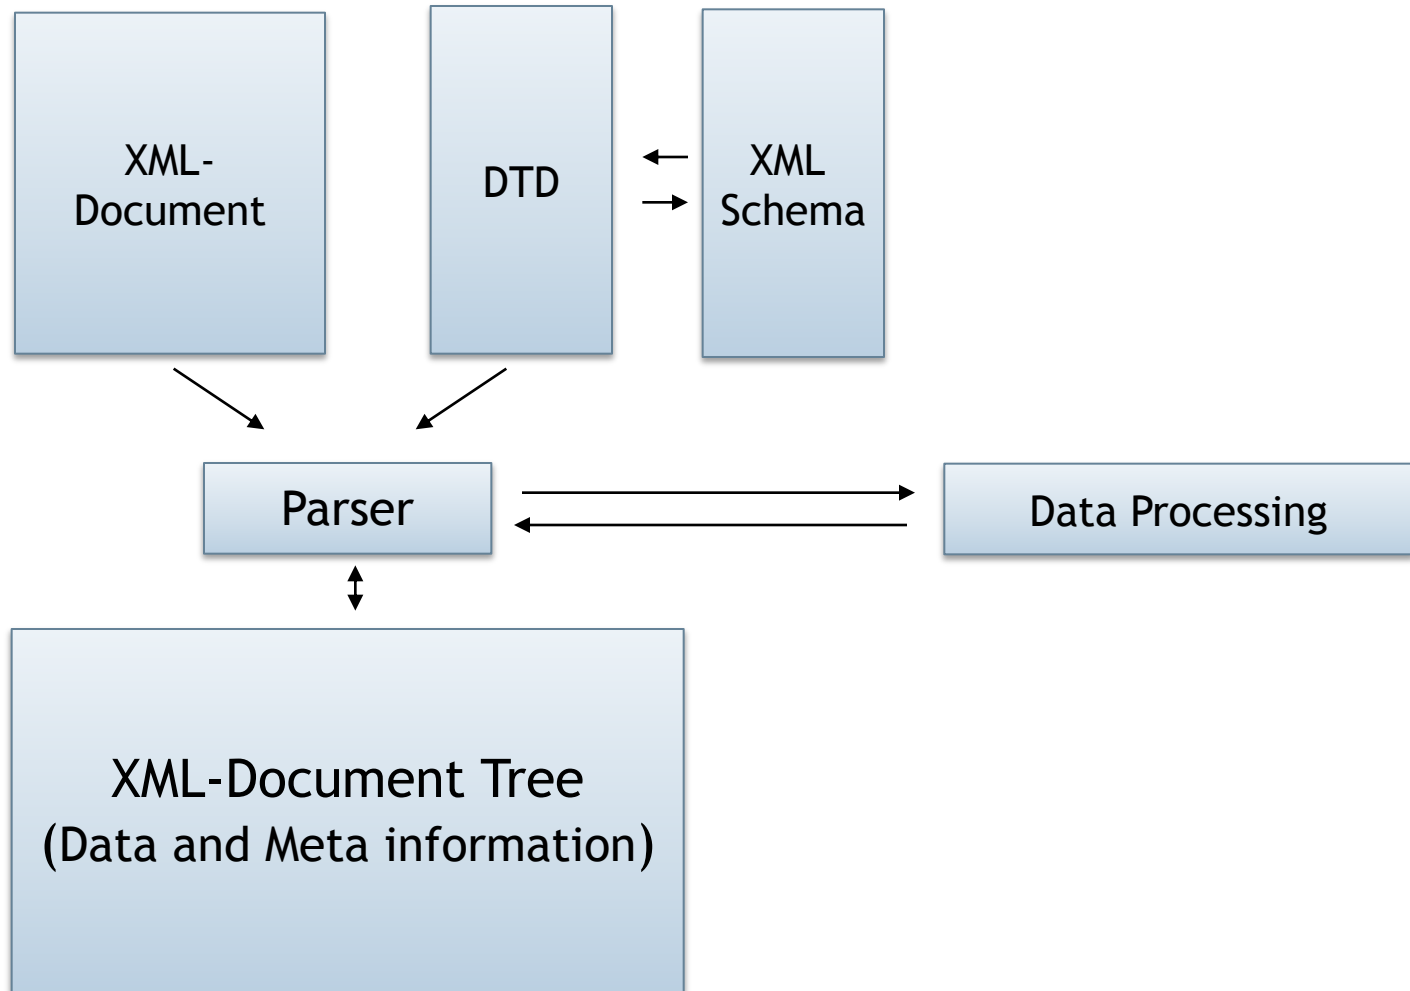 XML-
Document
DTD
XML
Schema
Parser
Data Processing
XML-Document Tree
(Data and Meta information)